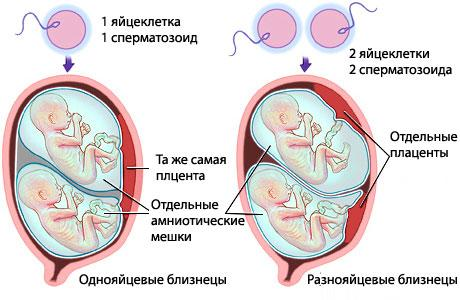 1 яйцеклетка
1 сперматозоид
2 яйцеклетки
2 сперматозоида
Та же самая
плцента
Отдельные
амниотические
мешки
Отдельные
плаценты
Однояйцевые близнецы
Разнояйцевые близнецы